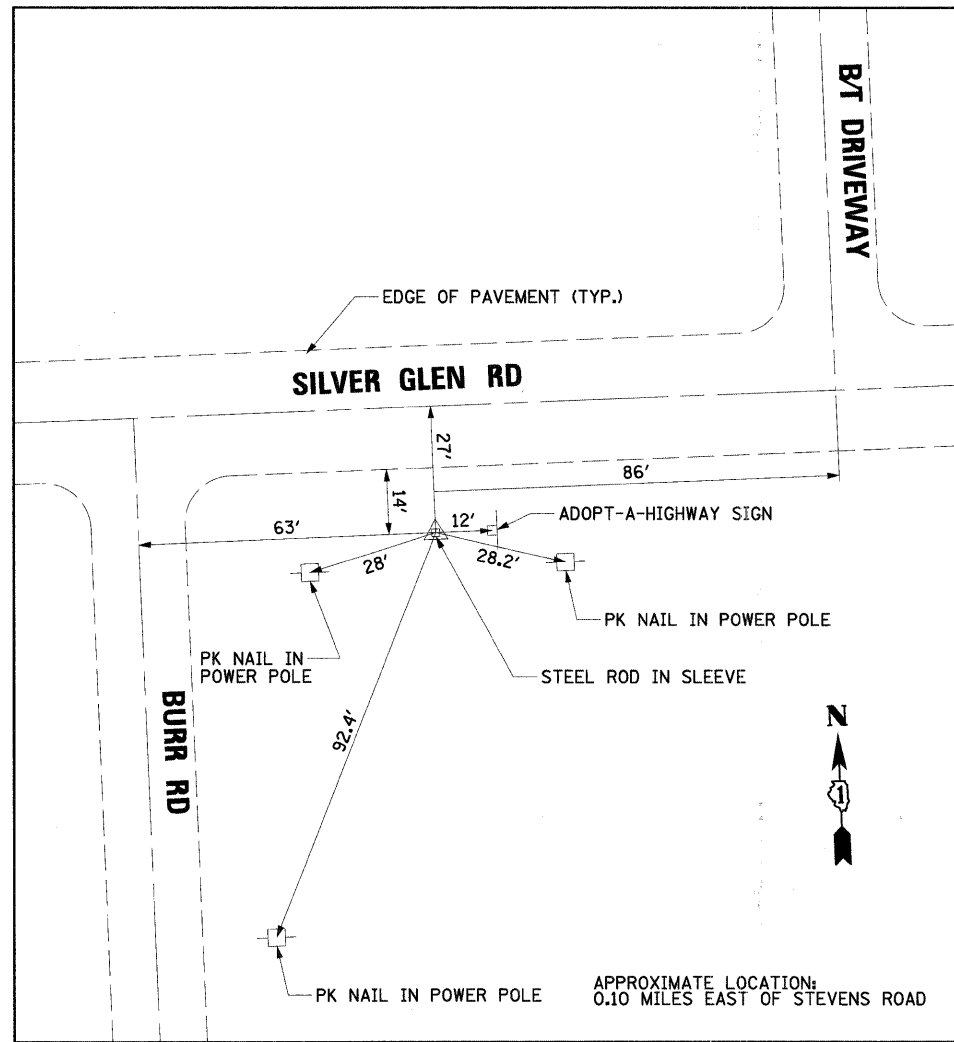 B/T DRIVEWAY
EDGE OF PAVEMENT (TYP.)
SILVER GLEN RD
27'
86'
14'
63'
12'
ADOPT-A-HIGHWAY SIGN
28'
28.2'
PK NAIL IN POWER POLE
PK NAIL IN
POWER POLE
STEEL ROD IN SLEEVE
BURR RD
92.4'
N
1
PK NAIL IN POWER POLE
APPROXIMATE LOCATION:
0.10 MILES EAST OF STEVENS ROAD